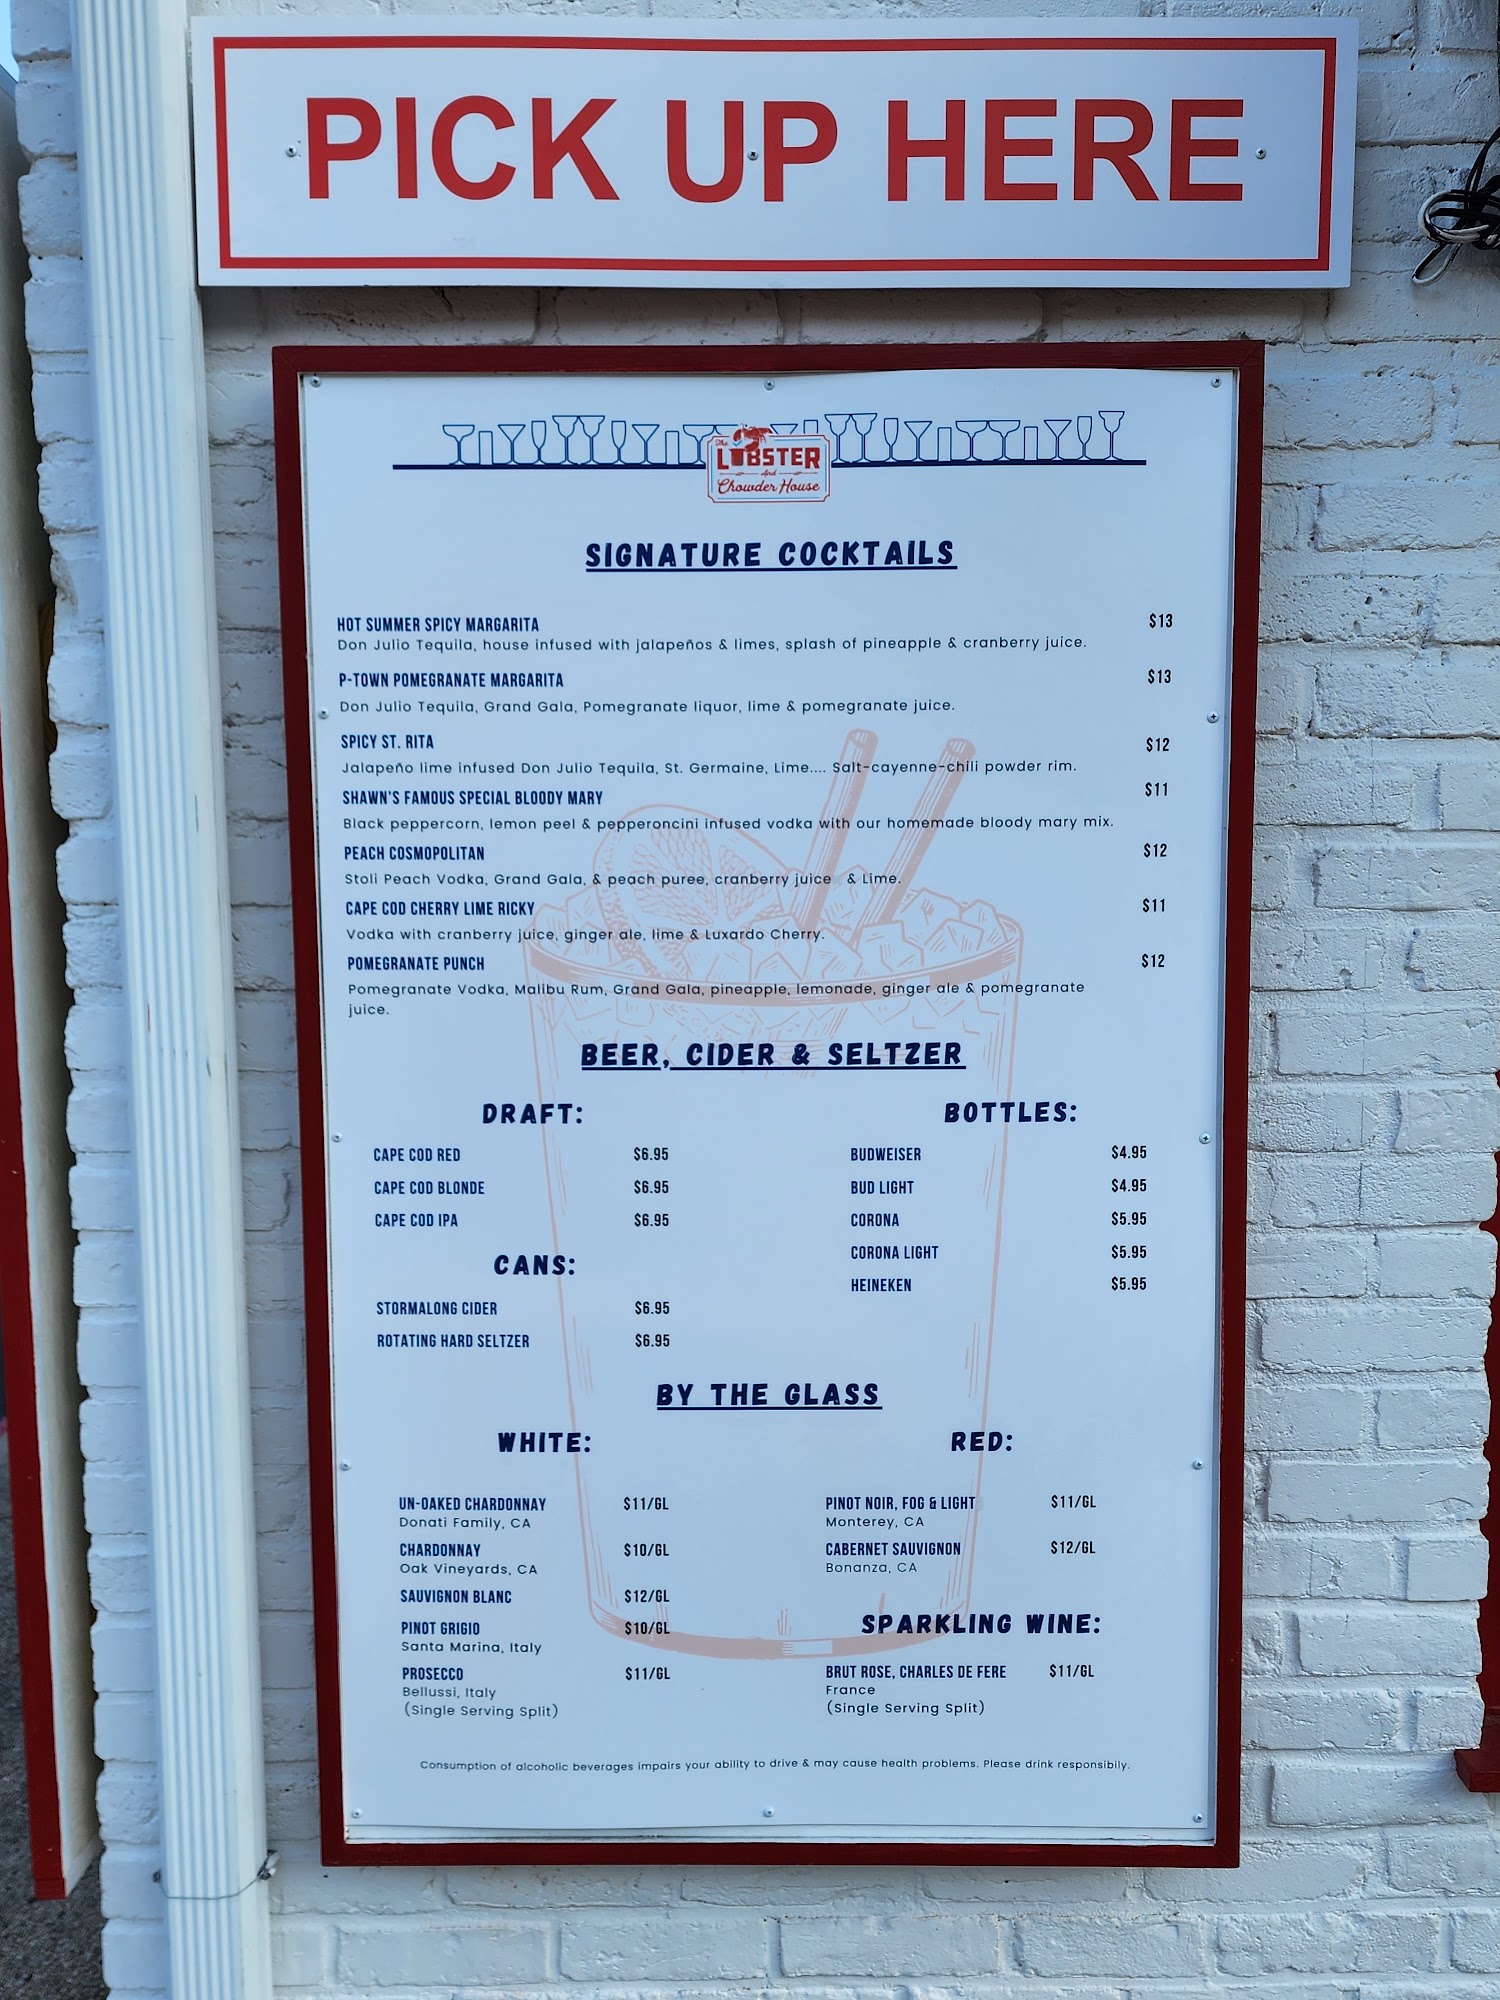 PICK UP HERE
The
LOBSTER
And
Chowder House
SIGNATURE COCKTAILS
HOT SUMMER SPICY MARGARITA $13
Don Julio Tequila, house infused with jalapeños & limes, splash of pineapple & cranberry juice.
P-TOWN POMEGRANATE MARGARITA $13
Don Julio Tequila, Grand Gala, Pomegranate liquor, lime & pomegranate juice.
SPICY ST. RITA $12
Jalapeño lime infused Don Julio Tequila, St. Germaine, Lime.... Salt-cayenne-chili powder rim.
SHAWN'S FAMOUS SPECIAL BLOODY MARY $11
Black peppercorn, lemon peel & pepperoncini infused vodka with our homemade bloody mary mix.
PEACH COSMOPOLITAN $12
Stoli Peach Vodka, Grand Gala, & peach puree, cranberry juice & Lime.
CAPE COD CHERRY LIME RICKY $11
Vodka with cranberry juice, ginger ale, lime & Luxardo Cherry.
POMEGRANATE PUNCH $12
Pomegranate Vodka, Malibu Rum, Grand Gala, pineapple, lemonade, ginger ale & pomegranate
juice.
BEER, CIDER & SELTZER
DRAFT:
CAPE COD RED $6.95
CAPE COD BLONDE $6.95
CAPE COD IPA $6.95
CANS:
STORMALONG CIDER $6.95
ROTATING HARD SELTZER $6.95
BOTTLES:
BUDWEISER $4.95
BUD LIGHT $4.95
CORONA $5.95
CORONA LIGHT $5.95
HEINEKEN $5.95
BY THE GLASS
WHITE:
UN-OAKED CHARDONNAY $11/GL
Donati Family, CA
CHARDONNAY $10/GL
Oak Vineyards, CA
SAUVIGNON BLANC $12/GL
PINOT GRIGIO $10/GL
Santa Marina, Italy
PROSECCO $11/GL
Bellussi, Italy
(Single Serving Split)
RED:
PINOT NOIR, FOG & LIGHT $11/GL
Monterey, CA
CABERNET SAUVIGNON $12/GL
Bonanza, CA
SPARKLING WINE:
BRUT ROSE, CHARLES DE FERE $11/GL
France
(Single Serving Split)
Consumption of alcoholic beverages impairs your ability to drive & may cause health problems. Please drink responsibily.